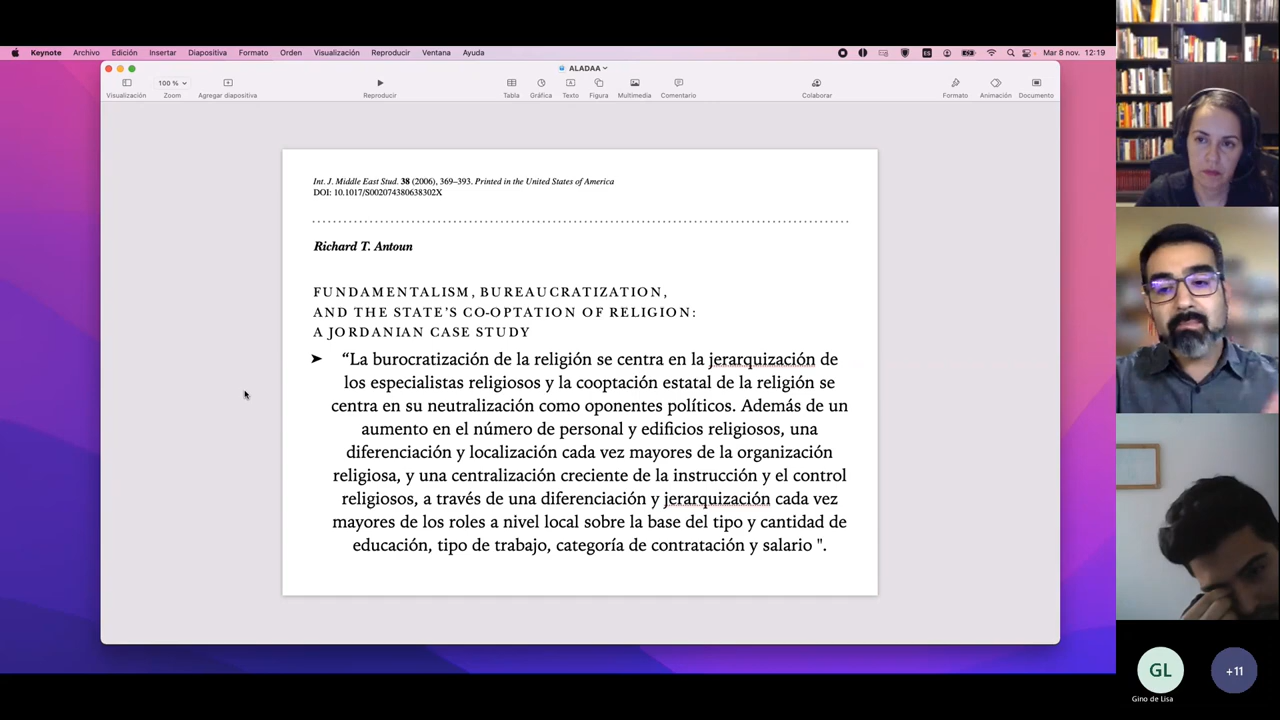 Keynote Archivo Edición Insertar Diapositiva Formato Orden Visualización Reproducir Ventana Ayuda
Mar 8 nov. 12:19
ALADAA
100 %
Visualización Zoom Agregar diapositiva Reproducir Tabla Gráfica Texto Figura Multimedia Comentario Colaborar Formato Animación Documento
Int. J. Middle East Stud. 38 (2006), 369–393. Printed in the United States of America
DOI: 10.1017/S002074380638302X
Richard T. Antoun
FUNDAMENTALISM, BUREAUCRATIZATION,
AND THE STATE'S CO-OPTATION OF RELIGION:
A JORDANIAN CASE STUDY
➤ “La burocratización de la religión se centra en la jerarquización de
los especialistas religiosos y la cooptación estatal de la religión se
centra en su neutralización como oponentes políticos. Además de un
aumento en el número de personal y edificios religiosos, una
diferenciación y localización cada vez mayores de la organización
religiosa, y una centralización creciente de la instrucción y el control
religiosos, a través de una diferenciación y jerarquización cada vez
mayores de los roles a nivel local sobre la base del tipo y cantidad de
educación, tipo de trabajo, categoría de contratación y salario ".
GL
+11
Gino de Lisa